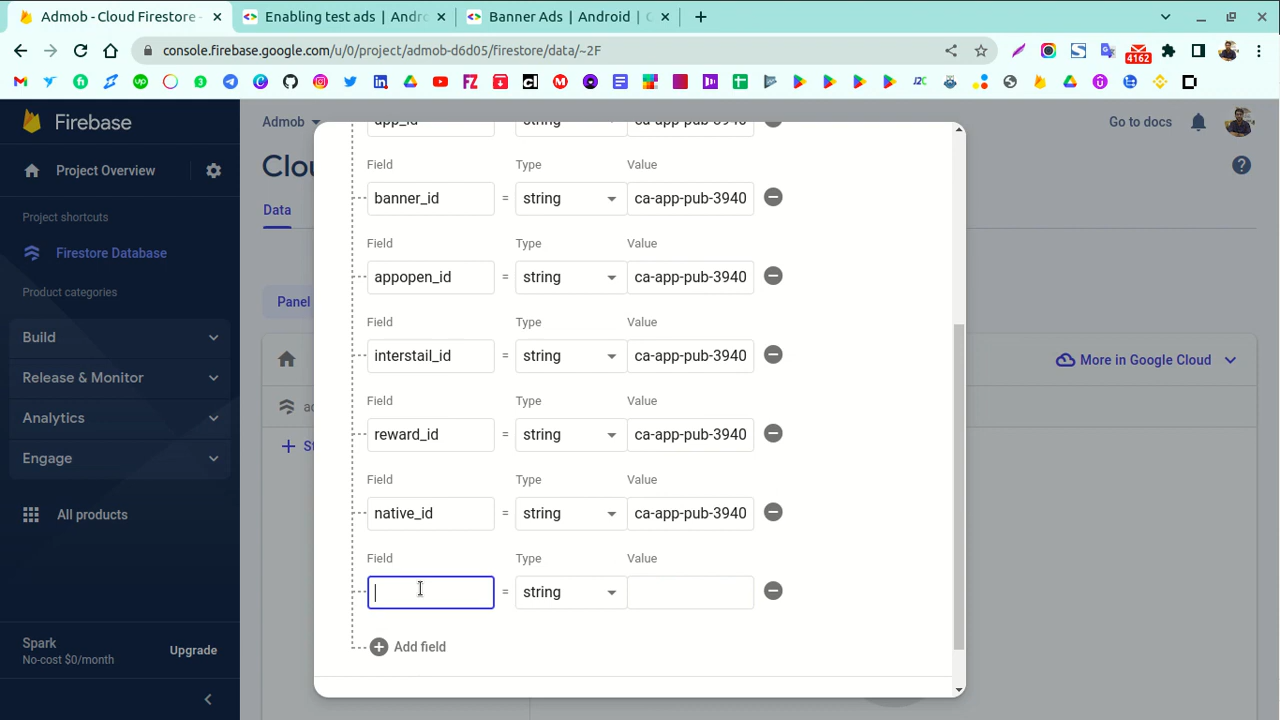 Admob - Cloud Firestore -
Enabling test ads | Andro
Banner Ads | Android |
console.firebase.google.com/u/0/project/admob-d6d05/firestore/data/~2F
4162
Firebase
Project Overview
Project shortcuts
Firestore Database
Product categories
Build
Release & Monitor
Analytics
Engage
All products
Spark
No-cost $0/month
Upgrade
Admob
Go to docs
Clou
Data
Panel
More in Google Cloud
app_id string ca-app-pub-3940
Field Type Value
banner_id = string ca-app-pub-3940
Field Type Value
appopen_id = string ca-app-pub-3940
Field Type Value
interstail_id = string ca-app-pub-3940
Field Type Value
reward_id = string ca-app-pub-3940
Field Type Value
native_id = string ca-app-pub-3940
Field Type Value
= string
Add field